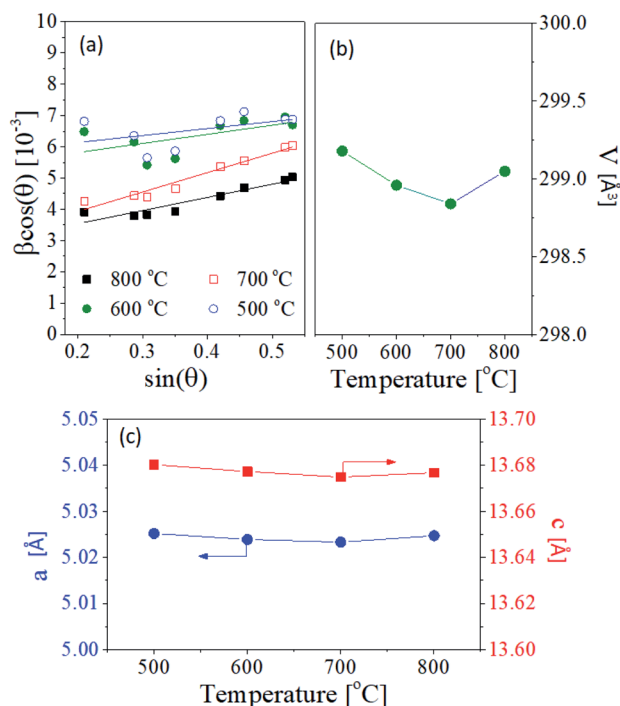 (a)
10
9
8
7
6
5
4
3
2
1
0
βcos(θ) [10⁻³]
0.2 0.3 0.4 0.5
sin(θ)
800 °C 700 °C
600 °C 500 °C
(b)
300.0
299.5
299.0
298.5
298.0
V [Å³]
500 600 700 800
Temperature [°C]
(c)
5.05
5.04
5.03
5.02
5.01
5.00
a [Å]
13.70
13.68
13.66
13.64
13.62
13.60
c [Å]
500 600 700 800
Temperature [°C]